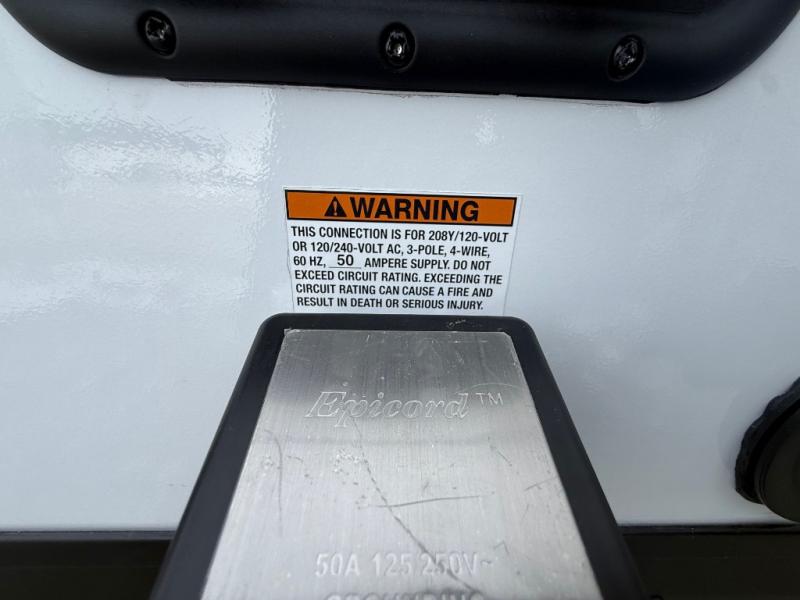 WARNING
THIS CONNECTION IS FOR 208Y/120-VOLT
OR 120/240-VOLT AC, 3-POLE, 4-WIRE,
60 HZ, 50 AMPERE SUPPLY. DO NOT
EXCEED CIRCUIT RATING. EXCEEDING THE
CIRCUIT RATING CAN CAUSE A FIRE AND
RESULT IN DEATH OR SERIOUS INJURY.
Epicord™
50A 125 250V~
GROUNDING